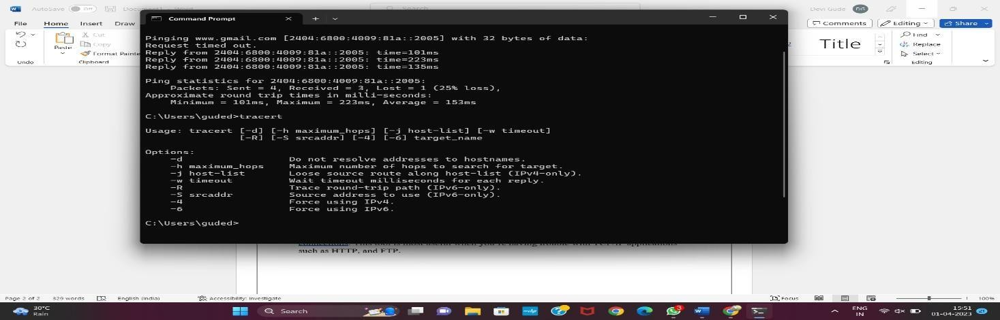 AutoSave Off Document1 - Word Search Devi Gude DG
Command Prompt
File Home Insert Draw Comments Editing Share
Cut
Copy
Paste
Format Painte
Undo Clipboard
Title
Find
Replace
Select
Editing
Pinging www.gmail.com [2404:6800:4009:81a::2005] with 32 bytes of data:
Request timed out.
Reply from 2404:6800:4009:81a::2005: time=101ms
Reply from 2404:6800:4009:81a::2005: time=223ms
Reply from 2404:6800:4009:81a::2005: time=135ms
Ping statistics for 2404:6800:4009:81a::2005:
Packets: Sent = 4, Received = 3, Lost = 1 (25% loss),
Approximate round trip times in milli-seconds:
Minimum = 101ms, Maximum = 223ms, Average = 153ms
C:\Users\guded>tracert
Usage: tracert [-d] [-h maximum_hops] [-j host-list] [-w timeout]
[-R] [-S srcaddr] [-4] [-6] target_name
Options:
-d Do not resolve addresses to hostnames.
-h maximum_hops Maximum number of hops to search for target.
-j host-list Loose source route along host-list (IPv4-only).
-w timeout Wait timeout milliseconds for each reply.
-R Trace round-trip path (IPv6-only).
-S srcaddr Source address to use (IPv6-only).
-4 Force using IPv4.
-6 Force using IPv6.
C:\Users\guded>
connections. This tool is most useful when you're having trouble with TCP/IP applications
such as HTTP, and FTP.
Page 2 of 2 329 words English (India) Accessibility: Investigate Focus 100%
30°C
Rain
Search
3
ENG
IN
15:51
01-04-2023